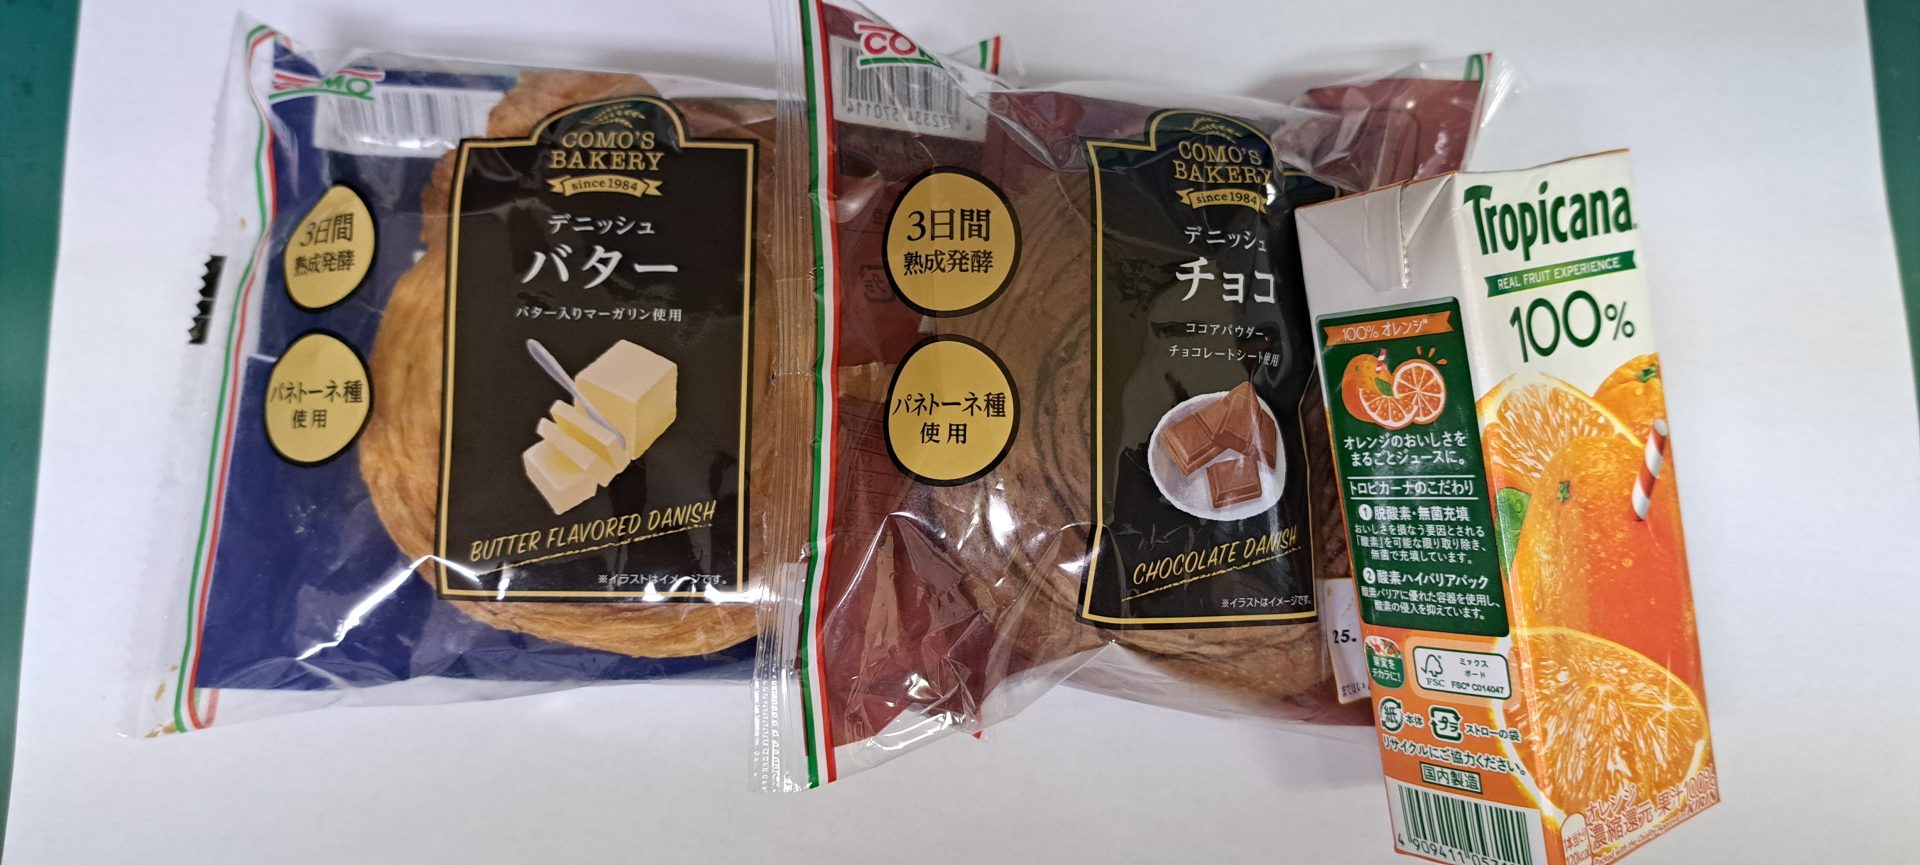 COMO'S
BAKERY
since1984
デニッシュ
バター
バター入りマーガリン使用
BUTTER FLAVORED DANISH
※イラストはイメージです。
3日間
熟成発酵
パネトーネ種
使用
COMO'S
BAKERY
since1984
デニッシュ
チョコ
ココアパウダー、
チョコレートシート使用
CHOCOLATE DANISH
※イラストはイメージです。
3日間
熟成発酵
パネトーネ種
使用
570114
25.
Tropicana
REAL FRUIT EXPERIENCE
100%
100% オレンジ
オレンジのおいしさを
まるごとジュースに。
トロピカーナのこだわり
1 脱酸素・無菌充填
おいしさを損なう要因とされる
「酸素」を可能な限り取り除き、
無菌で充填しています。
2 酸素ハイバリアパック
酸素バリアに優れた容器を使用し、
酸素の侵入を抑えています。
果実を
チカラに!
FSC
ミックス
ボード
FSC® C014047
紙 本体 プラ ストローの袋
リサイクルにご協力ください。
国内製造
4 909411
オレンジ
濃縮還元 果汁100%